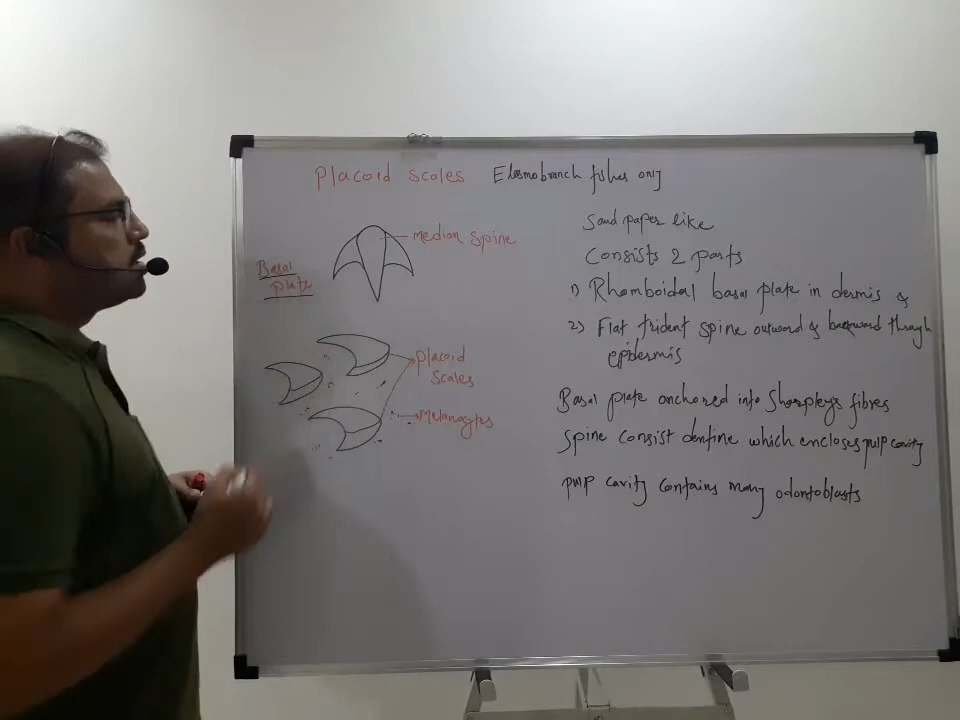 Placoid scales Elasmobranch fishes only
median spine
Basal
plate
Placoid
scales
Melanocytes
Sand paper like
Consists 2 parts
1) Rhomboidal basal plate in dermis &
2) Flat trident spine outward & backward through
epidermis
Basal plate anchored into Sharpleys fibres
Spine consist dentine which encloses pulp cavity
pulp cavity contains many odontoblasts